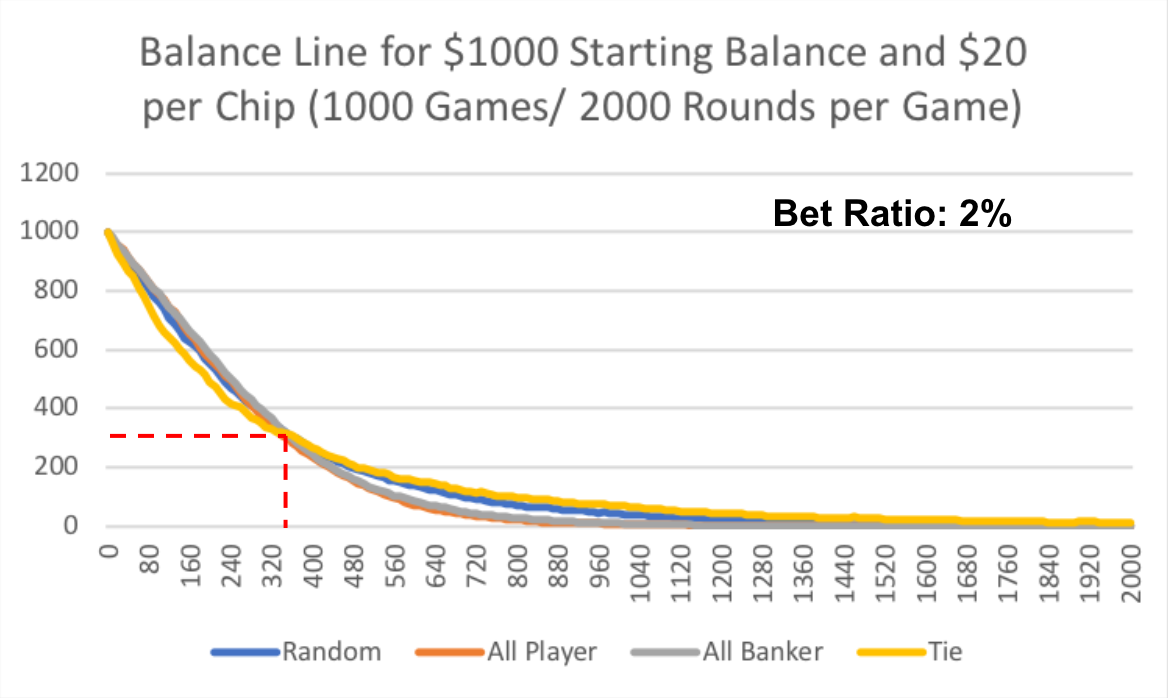 Balance Line for $1000 Starting Balance and $20
per Chip (1000 Games/ 2000 Rounds per Game)
1200
Bet Ratio: 2%
1000
800
600
400
200
0
0 80 160 240 320 400 480 560 640 720 800 880 960 1040 1120 1200 1280 1360 1440 1520 1600 1680 1760 1840 1920 2000
Random All Player All Banker Tie